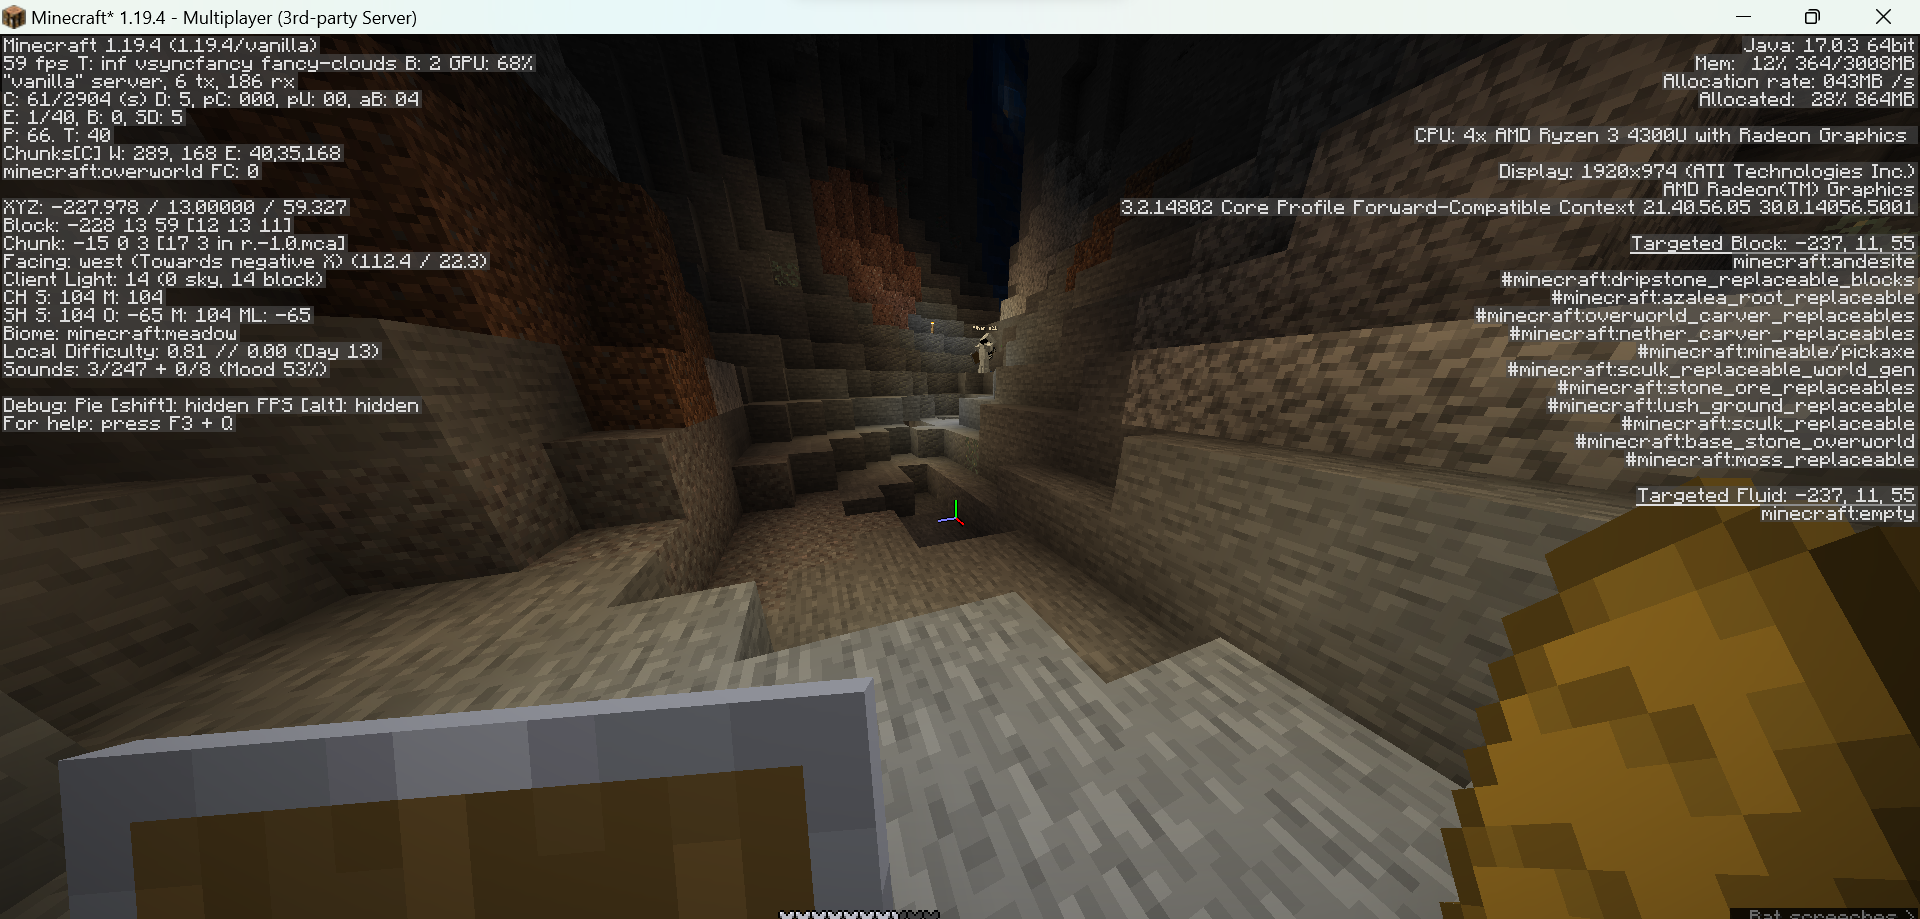 Minecraft* 1.19.4 - Multiplayer (3rd-party Server)
Minecraft 1.19.4 (1.19.4/vanilla)
59 fps T: inf vsyncfancy fancy-clouds B: 2 GPU: 68%
"vanilla" server, 6 tx, 186 rx
C: 61/2904 (s) D: 5, pC: 000, pU: 00, aB: 04
E: 1/40, B: 0, SD: 5
P: 66. T: 40
Chunks[C] W: 289, 168 E: 40,35,168
minecraft:overworld FC: 0
XYZ: -227.978 / 13.00000 / 59.327
Block: -228 13 59 [12 13 11]
Chunk: -15 0 3 [17 3 in r.-1.0.mca]
Facing: west (Towards negative X) (112.4 / 22.3)
Client Light: 14 (0 sky, 14 block)
CH S: 104 M: 104
SH S: 104 O: -65 M: 104 ML: -65
Biome: minecraft:meadow
Local Difficulty: 0.81 // 0.00 (Day 13)
Sounds: 3/247 + 0/8 (Mood 53%)
Debug: Pie [shift]: hidden FPS [alt]: hidden
For help: press F3 + Q
Java: 17.0.3 64bit
Mem: 12% 364/3008MB
Allocation rate: 043MB /s
Allocated: 28% 864MB
CPU: 4x AMD Ryzen 3 4300U with Radeon Graphics
Display: 1920x974 (ATI Technologies Inc.)
AMD Radeon(TM) Graphics
3.2.14802 Core Profile Forward-Compatible Context 21.40.56.05 30.0.14056.5001
Targeted Block: -237, 11, 55
minecraft:andesite
#minecraft:dripstone_replaceable_blocks
#minecraft:azalea_root_replaceable
#minecraft:overworld_carver_replaceables
#minecraft:nether_carver_replaceables
#minecraft:mineable/pickaxe
#minecraft:sculk_replaceable_world_gen
#minecraft:stone_ore_replaceables
#minecraft:lush_ground_replaceable
#minecraft:sculk_replaceable
#minecraft:base_stone_overworld
#minecraft:moss_replaceable
Targeted Fluid: -237, 11, 55
minecraft:empty
Bat screeches >